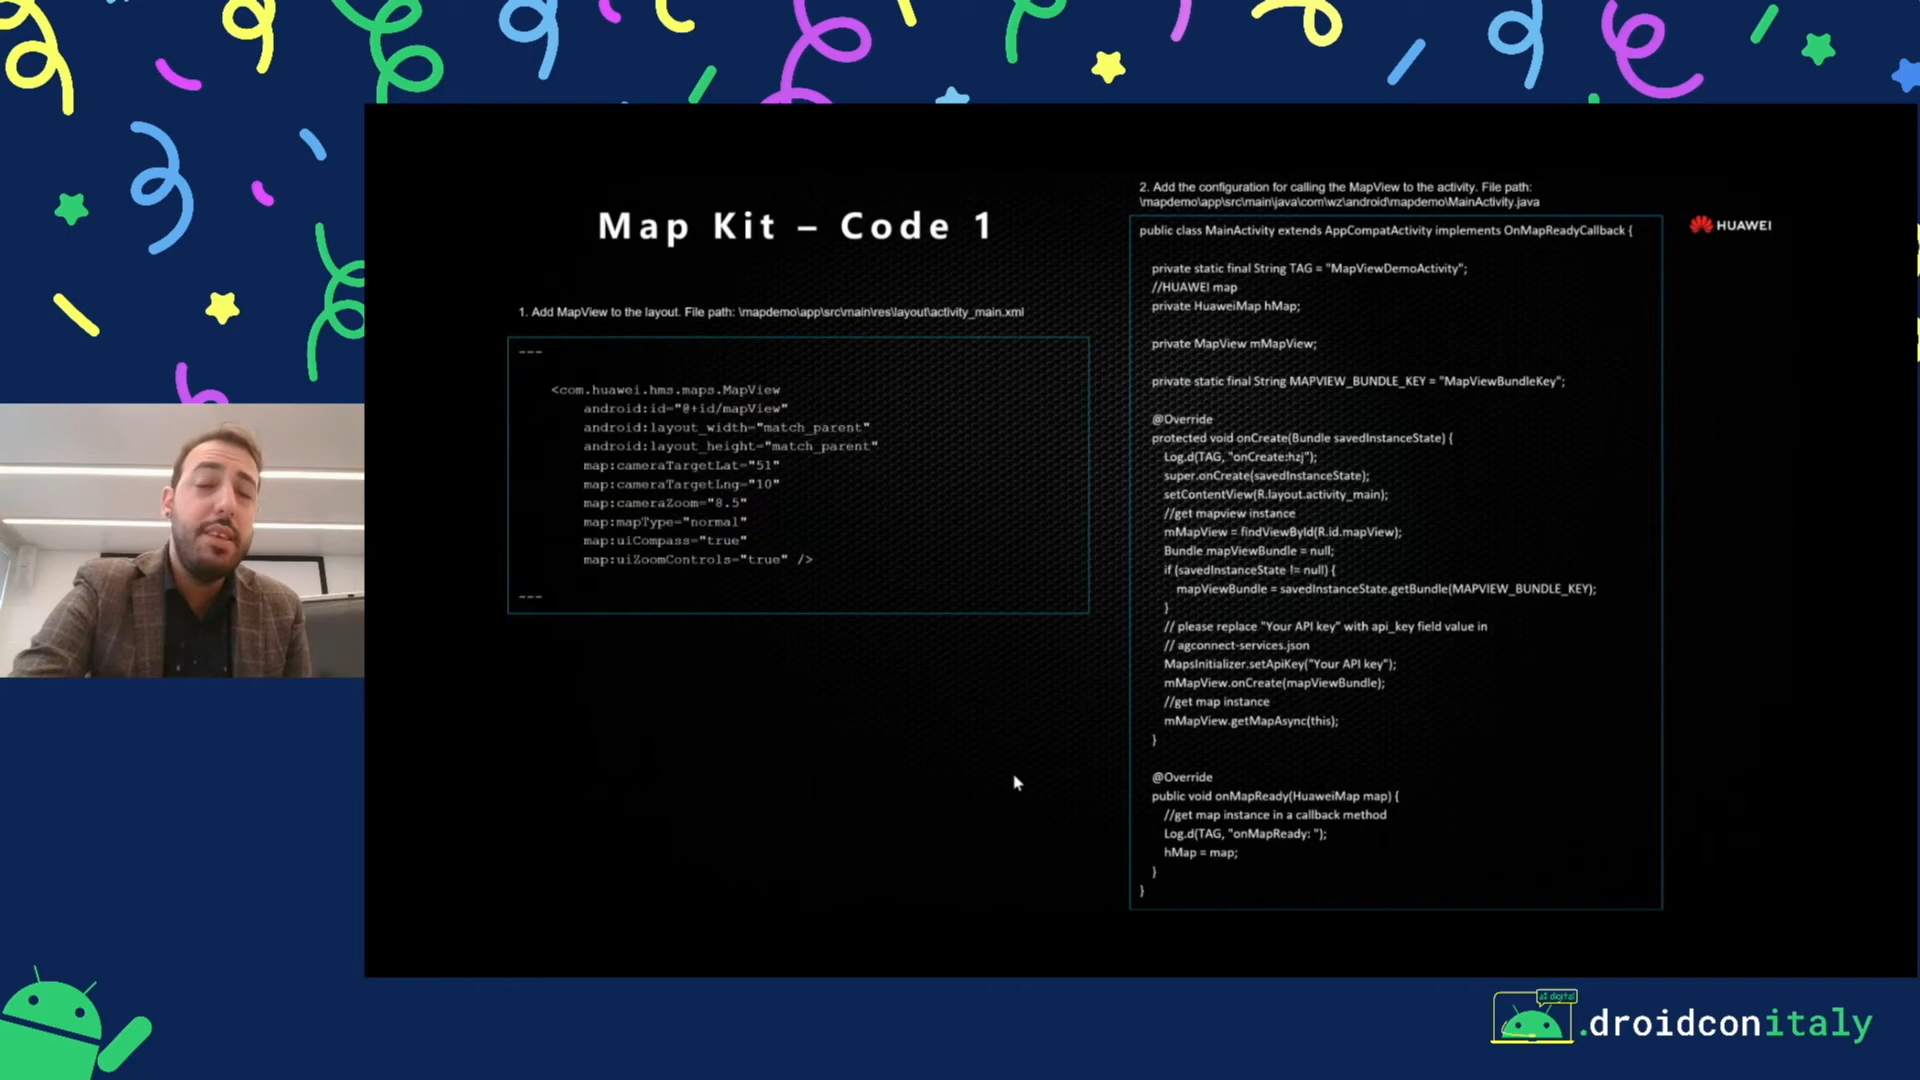 Map Kit – Code 1
1. Add MapView to the layout. File path: \mapdemo\app\src\main\res\layout\activity_main.xml
---
<com.huawei.hms.maps.MapView
android:id="@+id/mapView"
android:layout_width="match_parent"
android:layout_height="match_parent"
map:cameraTargetLat="51"
map:cameraTargetLng="10"
map:cameraZoom="8.5"
map:mapType="normal"
map:uiCompass="true"
map:uiZoomControls="true" />
---
2. Add the configuration for calling the MapView to the activity. File path:
\mapdemo\app\src\main\java\com\wz\android\mapdemo\MainActivity.java
public class MainActivity extends AppCompatActivity implements OnMapReadyCallback {
private static final String TAG = "MapViewDemoActivity";
//HUAWEI map
private HuaweiMap hMap;
private MapView mMapView;
private static final String MAPVIEW_BUNDLE_KEY = "MapViewBundleKey";
@Override
protected void onCreate(Bundle savedInstanceState) {
Log.d(TAG, "onCreate:hzj");
super.onCreate(savedInstanceState);
setContentView(R.layout.activity_main);
//get mapview instance
mMapView = findViewById(R.id.mapView);
Bundle mapViewBundle = null;
if (savedInstanceState != null) {
mapViewBundle = savedInstanceState.getBundle(MAPVIEW_BUNDLE_KEY);
}
// please replace "Your API key" with api_key field value in
// agconnect-services.json
MapsInitializer.setApiKey("Your API key");
mMapView.onCreate(mapViewBundle);
//get map instance
mMapView.getMapAsync(this);
}
@Override
public void onMapReady(HuaweiMap map) {
//get map instance in a callback method
Log.d(TAG, "onMapReady: ");
hMap = map;
}
}
HUAWEI
all digital
.droidconitaly